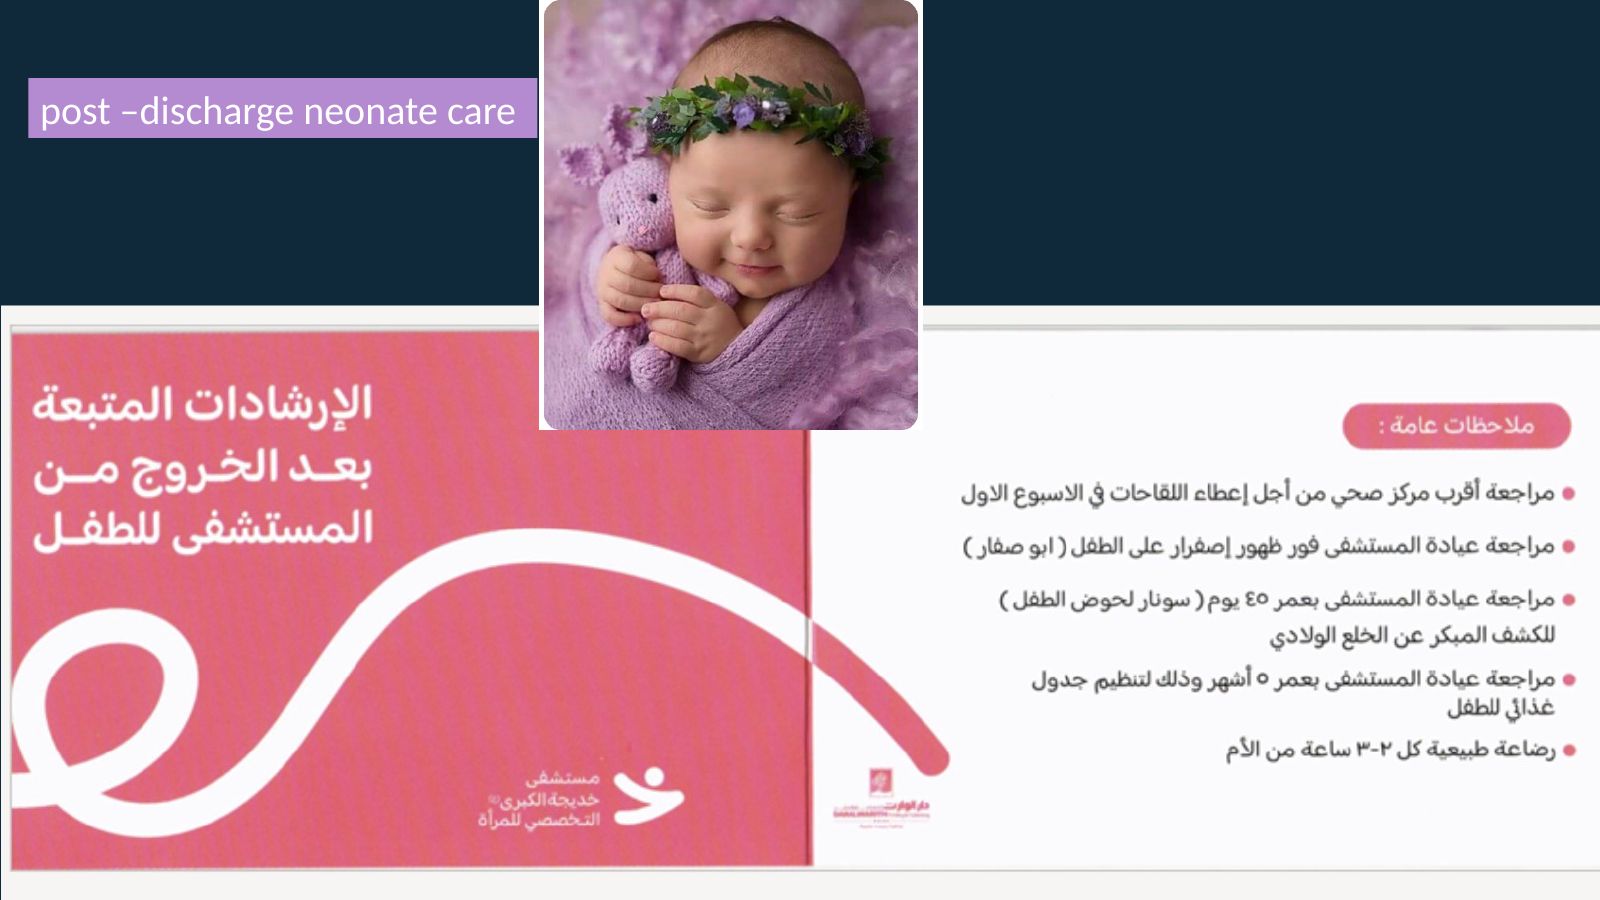 post –discharge neonate care
الإرشادات المتبعة
بعد الخروج من
المستشفى للطفل
مستشفى
خديجة الكبرى
التخصصي للمرأة
ملاحظات عامة :
مراجعة أقرب مركز صحي من أجل إعطاء اللقاحات في الاسبوع الاول
مراجعة عيادة المستشفى فور ظهور إصفرار على الطفل ( ابو صفار )
مراجعة عيادة المستشفى بعمر ٤٥ يوم ( سونار لحوض الطفل )
للكشف المبكر عن الخلع الولادي
مراجعة عيادة المستشفى بعمر ٥ أشهر وذلك لتنظيم جدول
غذائي للطفل
رضاعة طبيعية كل ٢-٣ ساعة من الأم
دار الوارث
DARALWARITH